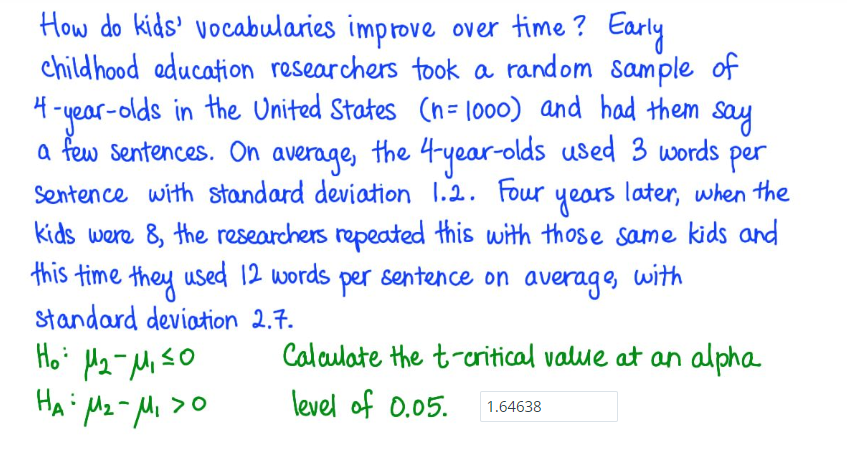 How do kids' vocabularies improve over time? Early
childhood education researchers took a random sample of
4-year-olds in the United States (n=1000) and had them say
a few sentences. On average, the 4-year-olds used 3 words per
sentence with standard deviation 1.2. Four years later, when the
kids were 8, the researchers repeated this with those same kids and
this time they used 12 words per sentence on average, with
standard deviation 2.7.
H₀: μ₂-μ₁ ≤ 0 Calculate the t-critical value at an alpha
H_A: μ₂-μ₁ > 0 level of 0.05. 1.64638